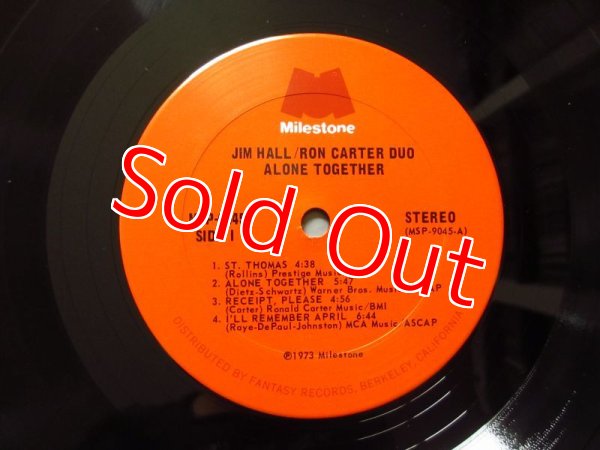 Milestone
JIM HALL/RON CARTER DUO
ALONE TOGETHER
STEREO
(MSP-9045-A)
SIDE 1
Sold Out
1. ST. THOMAS 4:38
(Rollins) Prestige Music
2. ALONE TOGETHER 5:47
(Dietz-Schwartz) Warner Bros.
3. RECEIPT, PLEASE 4:56
(Carter) Ronald Carter Music/BMI
4. I'LL REMEMBER APRIL 6:44
(Raye-DePaul-Johnston) MCA Music/ASCAP
℗1973 Milestone
DISTRIBUTED BY FANTASY RECORDS, BERKELEY, CALIFORNIA